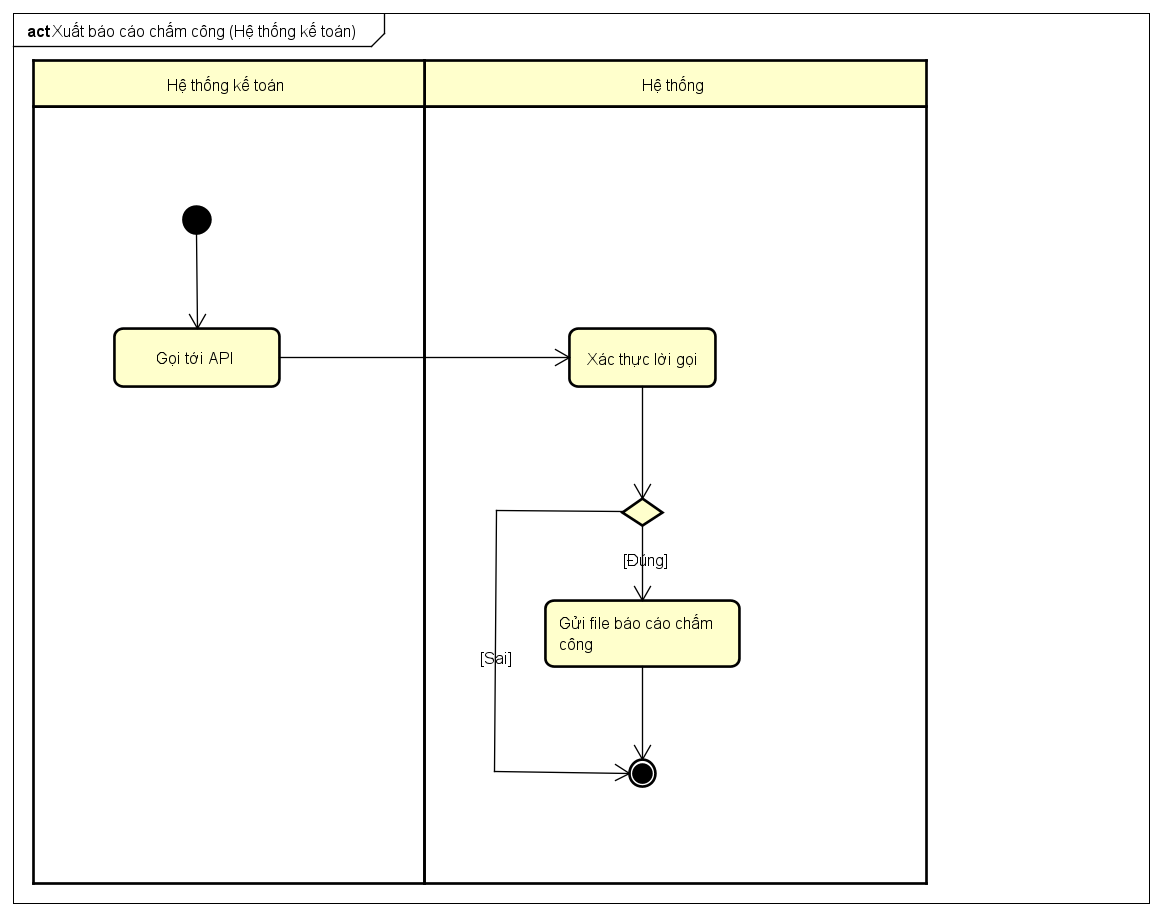 act Xuất báo cáo chấm công (Hệ thống kế toán)
Hệ thống kế toán
Hệ thống
Gọi tới API
Xác thực lời gọi
[Đúng]
Gửi file báo cáo chấm
công
[Sai]